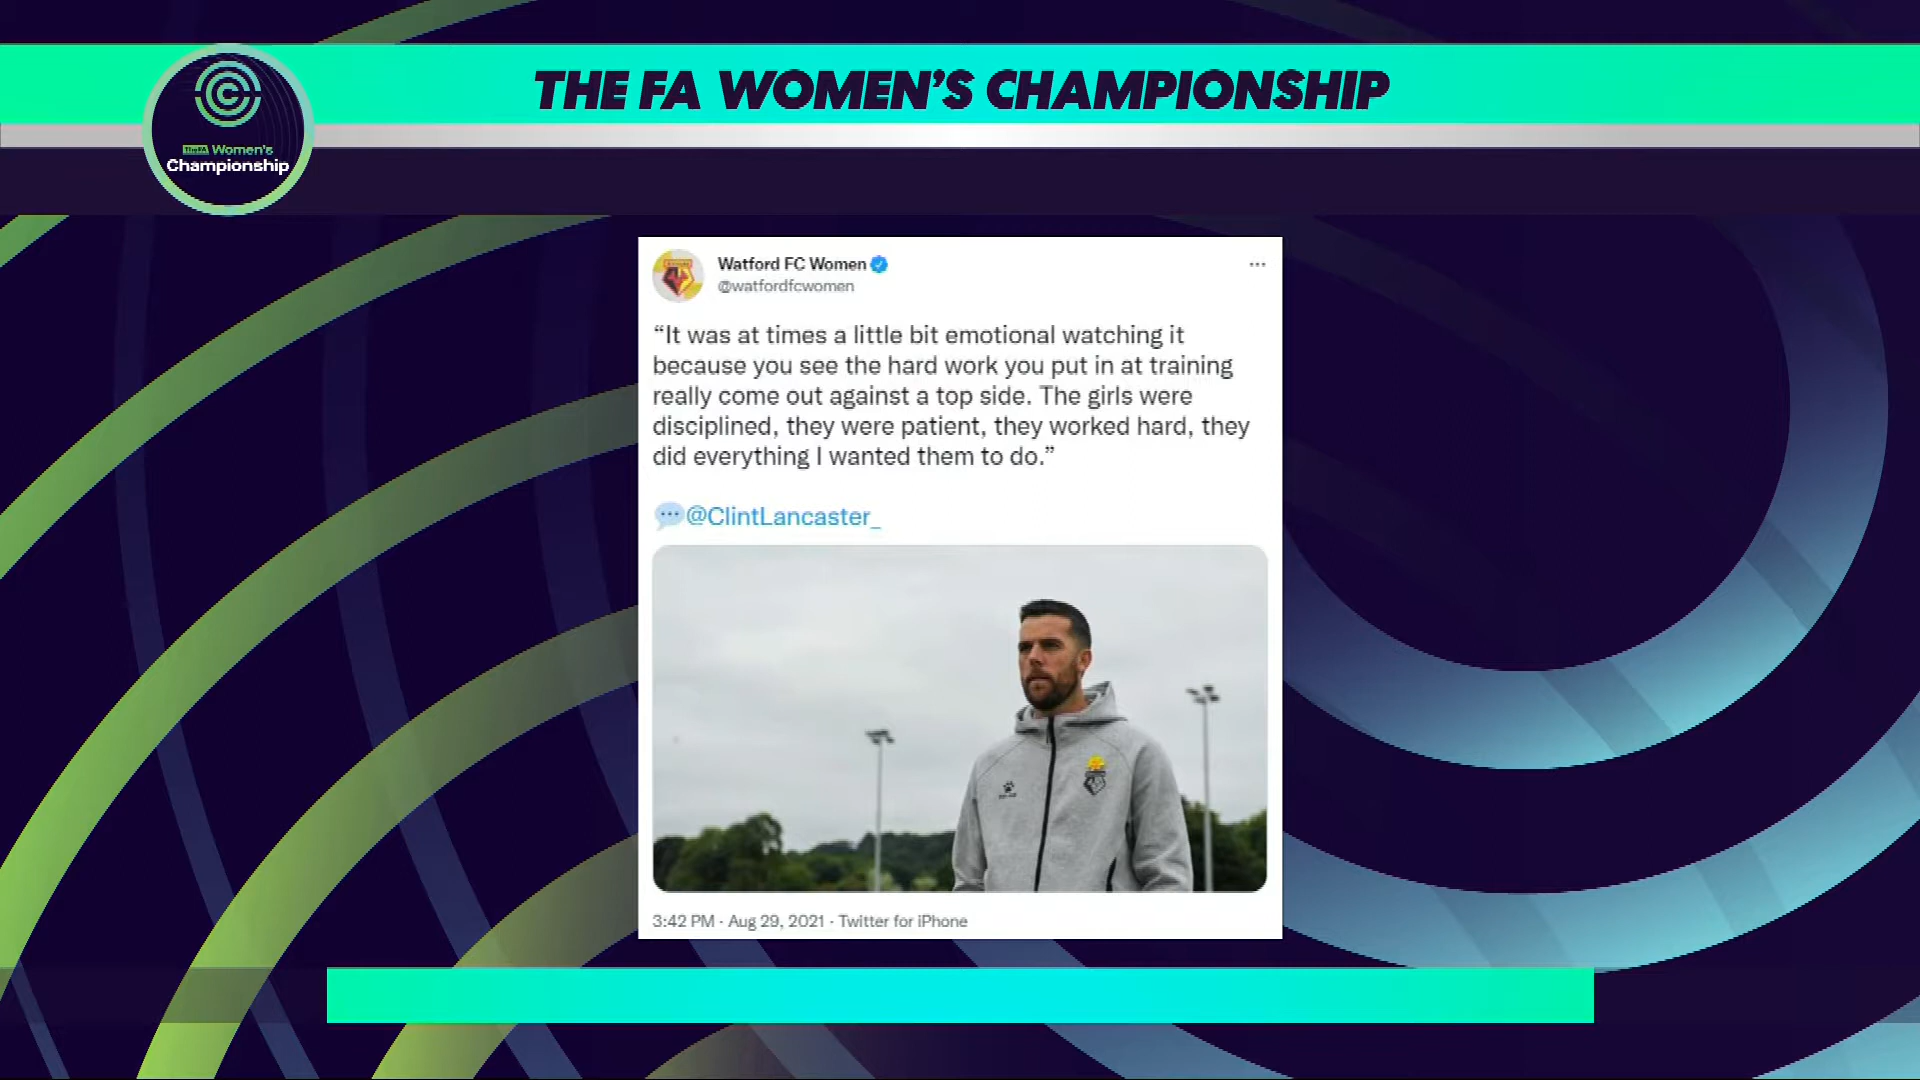 THE FA WOMEN'S CHAMPIONSHIP
The FA Women's
Championship
Watford FC Women
@watfordfcwomen
“It was at times a little bit emotional watching it
because you see the hard work you put in at training
really come out against a top side. The girls were
disciplined, they were patient, they worked hard, they
did everything I wanted them to do.”
@ClintLancaster_
3:42 PM · Aug 29, 2021 · Twitter for iPhone